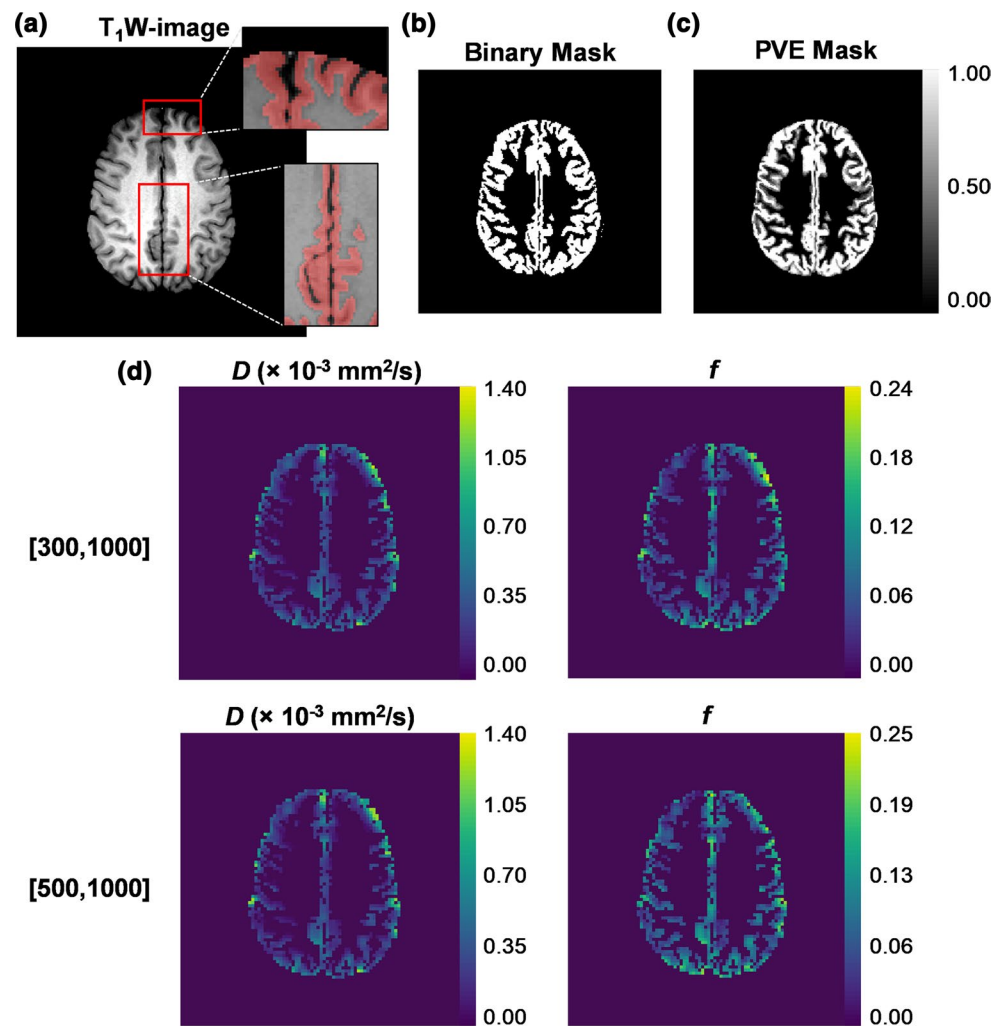 (a)
T₁W-image
(b)
Binary Mask
(c)
PVE Mask
1.00
0.50
0.00
(d)
D (× 10⁻³ mm²/s)
f
[300,1000]
1.40
1.05
0.70
0.35
0.00
0.24
0.18
0.12
0.06
0.00
D (× 10⁻³ mm²/s)
f
[500,1000]
1.40
1.05
0.70
0.35
0.00
0.25
0.19
0.13
0.06
0.00